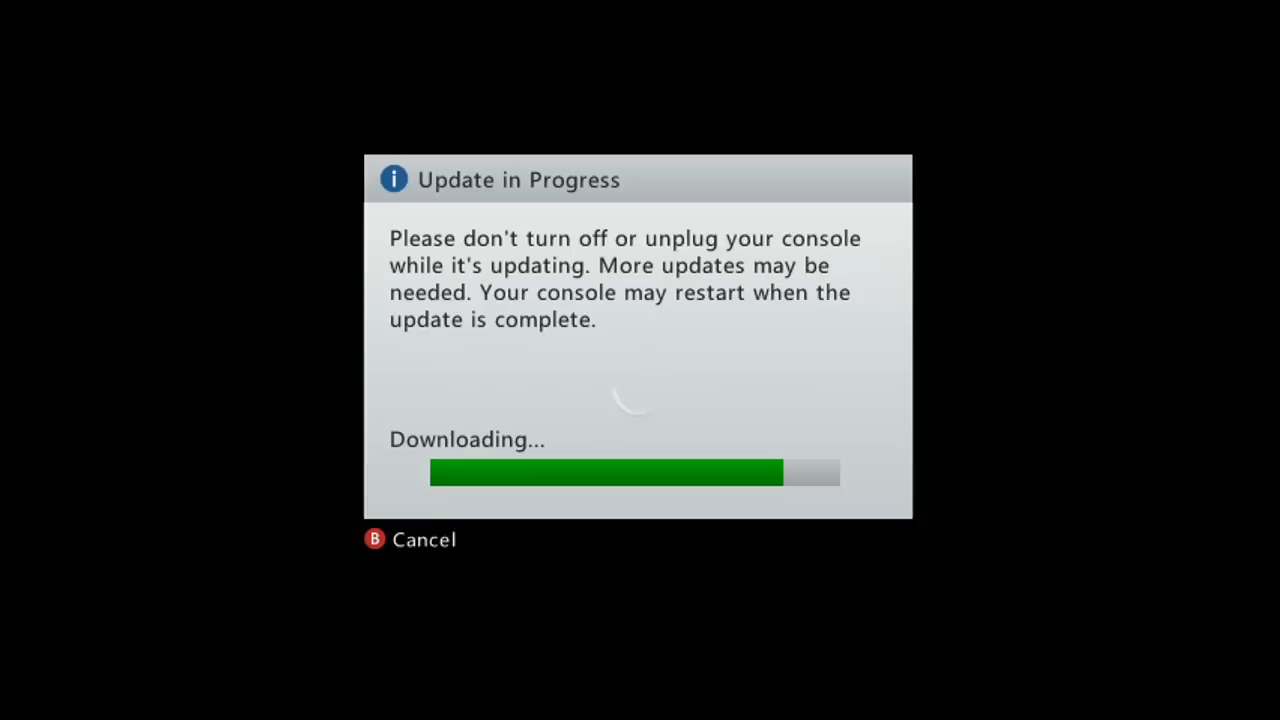 i Update in Progress
Please don't turn off or unplug your console
while it's updating. More updates may be
needed. Your console may restart when the
update is complete.
Downloading...
B Cancel